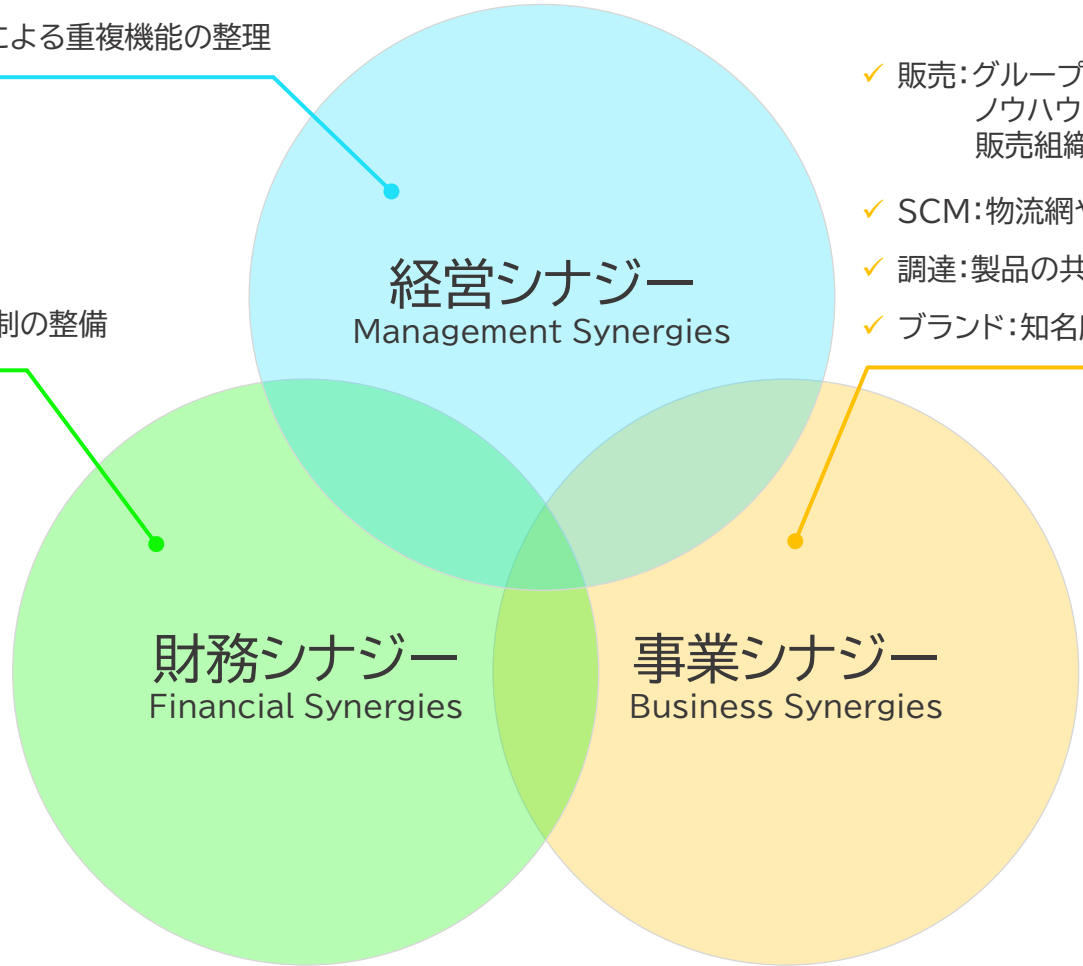 による重複機能の整理
制の整備
✓ 販売：グループ
ノウハウ
販売組織
✓ SCM：物流網や
✓ 調達：製品の共
✓ ブランド：知名度
経営シナジー
Management Synergies
財務シナジー
Financial Synergies
事業シナジー
Business Synergies